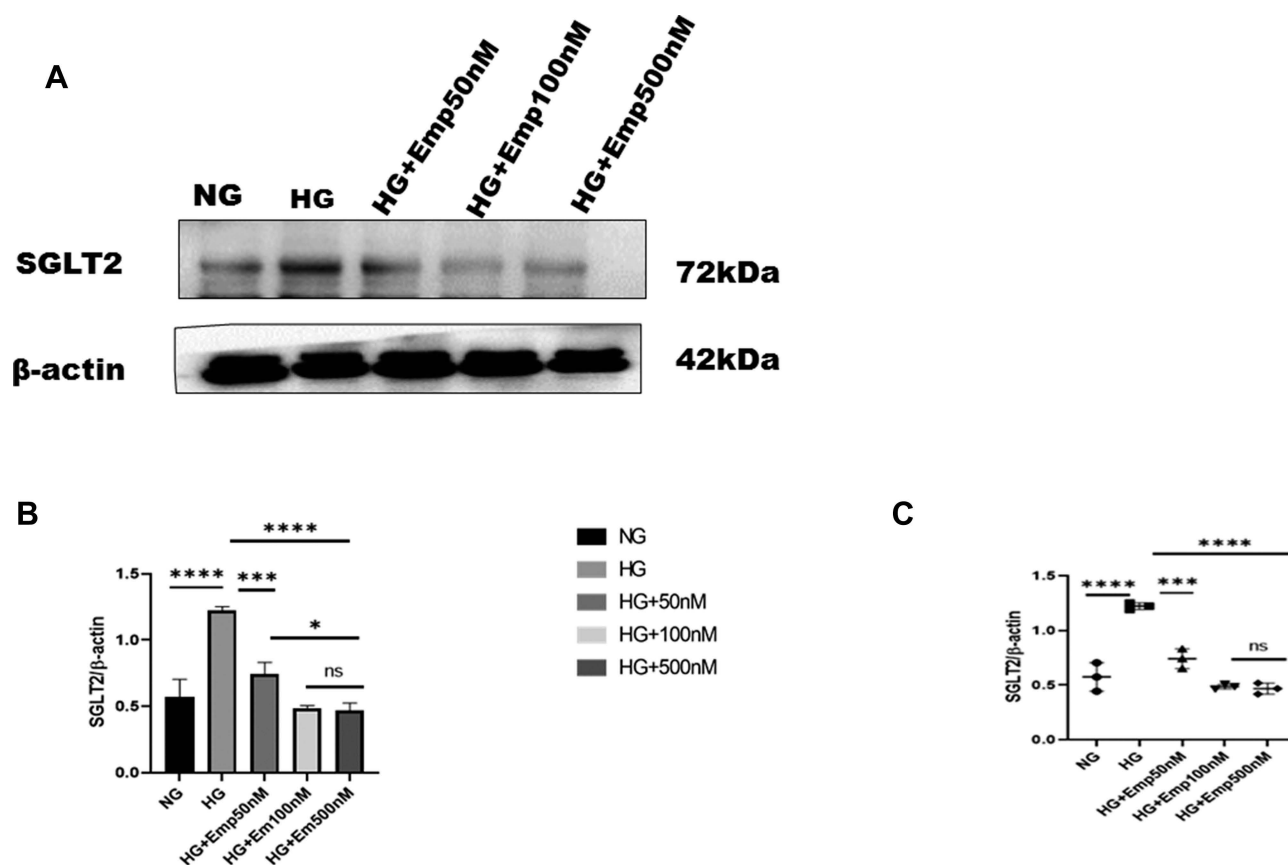 A
NG
HG
HG+Emp50nM
HG+Emp100nM
HG+Emp500nM
SGLT2
72kDa
β-actin
42kDa
B
****
**** ***
*
ns
SGLT2/β-actin
1.5
1.0
0.5
0.0
NG
HG
HG+Emp50nM
HG+Em100nM
HG+Em500nM
NG
HG
HG+50nM
HG+100nM
HG+500nM
C
****
**** ***
ns
SGLT2/β-actin
1.5
1.0
0.5
0.0
NG
HG
HG+Emp50nM
HG+Emp100nM
HG+Emp500nM